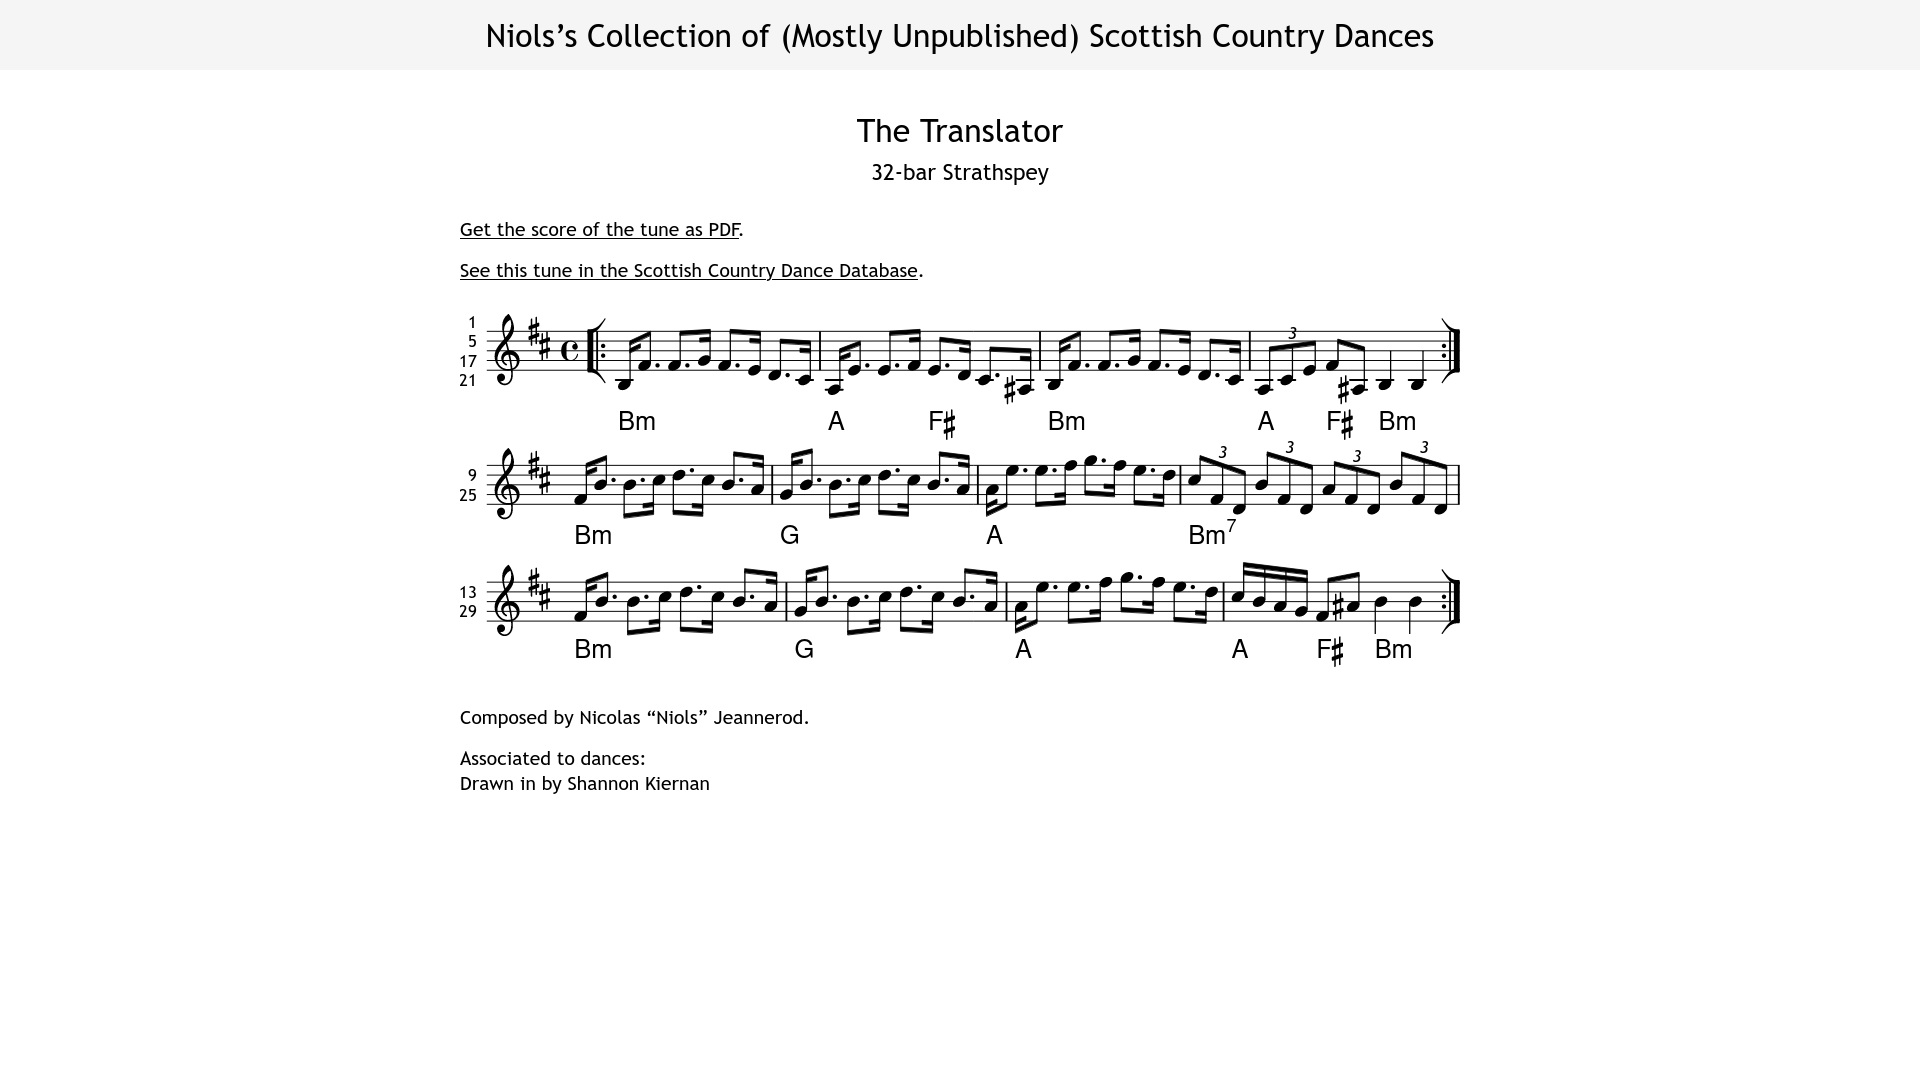 Niols’s Collection of (Mostly Unpublished) Scottish Country Dances
The Translator
32-bar Strathspey
Get the score of the tune as PDF.
See this tune in the Scottish Country Dance Database.
1
5
17
21
3
Bm A F♯ Bm A F♯ Bm
9
25
3 3 3 3
Bm G A Bm7
13
29
Bm G A A F♯ Bm
Composed by Nicolas “Niols” Jeannerod.
Associated to dances:
Drawn in by Shannon Kiernan